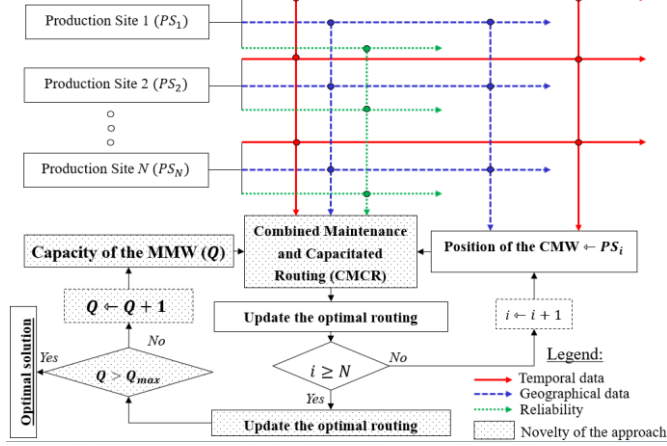 Production Site 1 (𝑃𝑆₁)
Production Site 2 (𝑃𝑆₂)
Production Site 𝑁 (𝑃𝑆_𝑁)
Combined Maintenance
and Capacitated
Routing (CMCR)
Capacity of the MMW (𝑸)
Position of the CMW ← 𝑷𝑺ᵢ
𝑸 ← 𝑸 + 𝟏
Update the optimal routing
𝑖 ← 𝑖 + 1
No
Optimal solution
Yes
𝑸 > 𝑸ₘₐₓ
𝑖 ≥ 𝑁
No
Yes
Update the optimal routing
Legend:
Temporal data
Geographical data
Reliability
Novelty of the approach